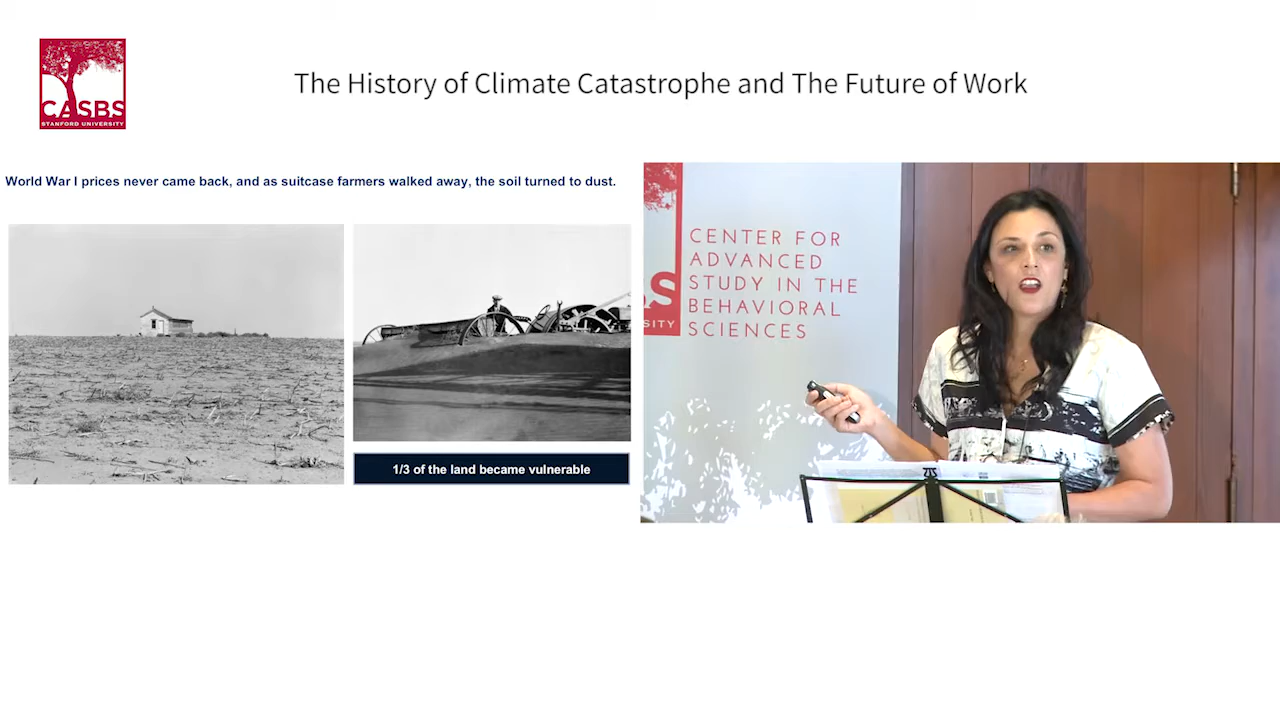 CASBS
STANFORD UNIVERSITY
The History of Climate Catastrophe and The Future of Work
World War I prices never came back, and as suitcase farmers walked away, the soil turned to dust.
1/3 of the land became vulnerable
BS
SITY
CENTER FOR
ADVANCED
STUDY IN THE
BEHAVIORAL
SCIENCES